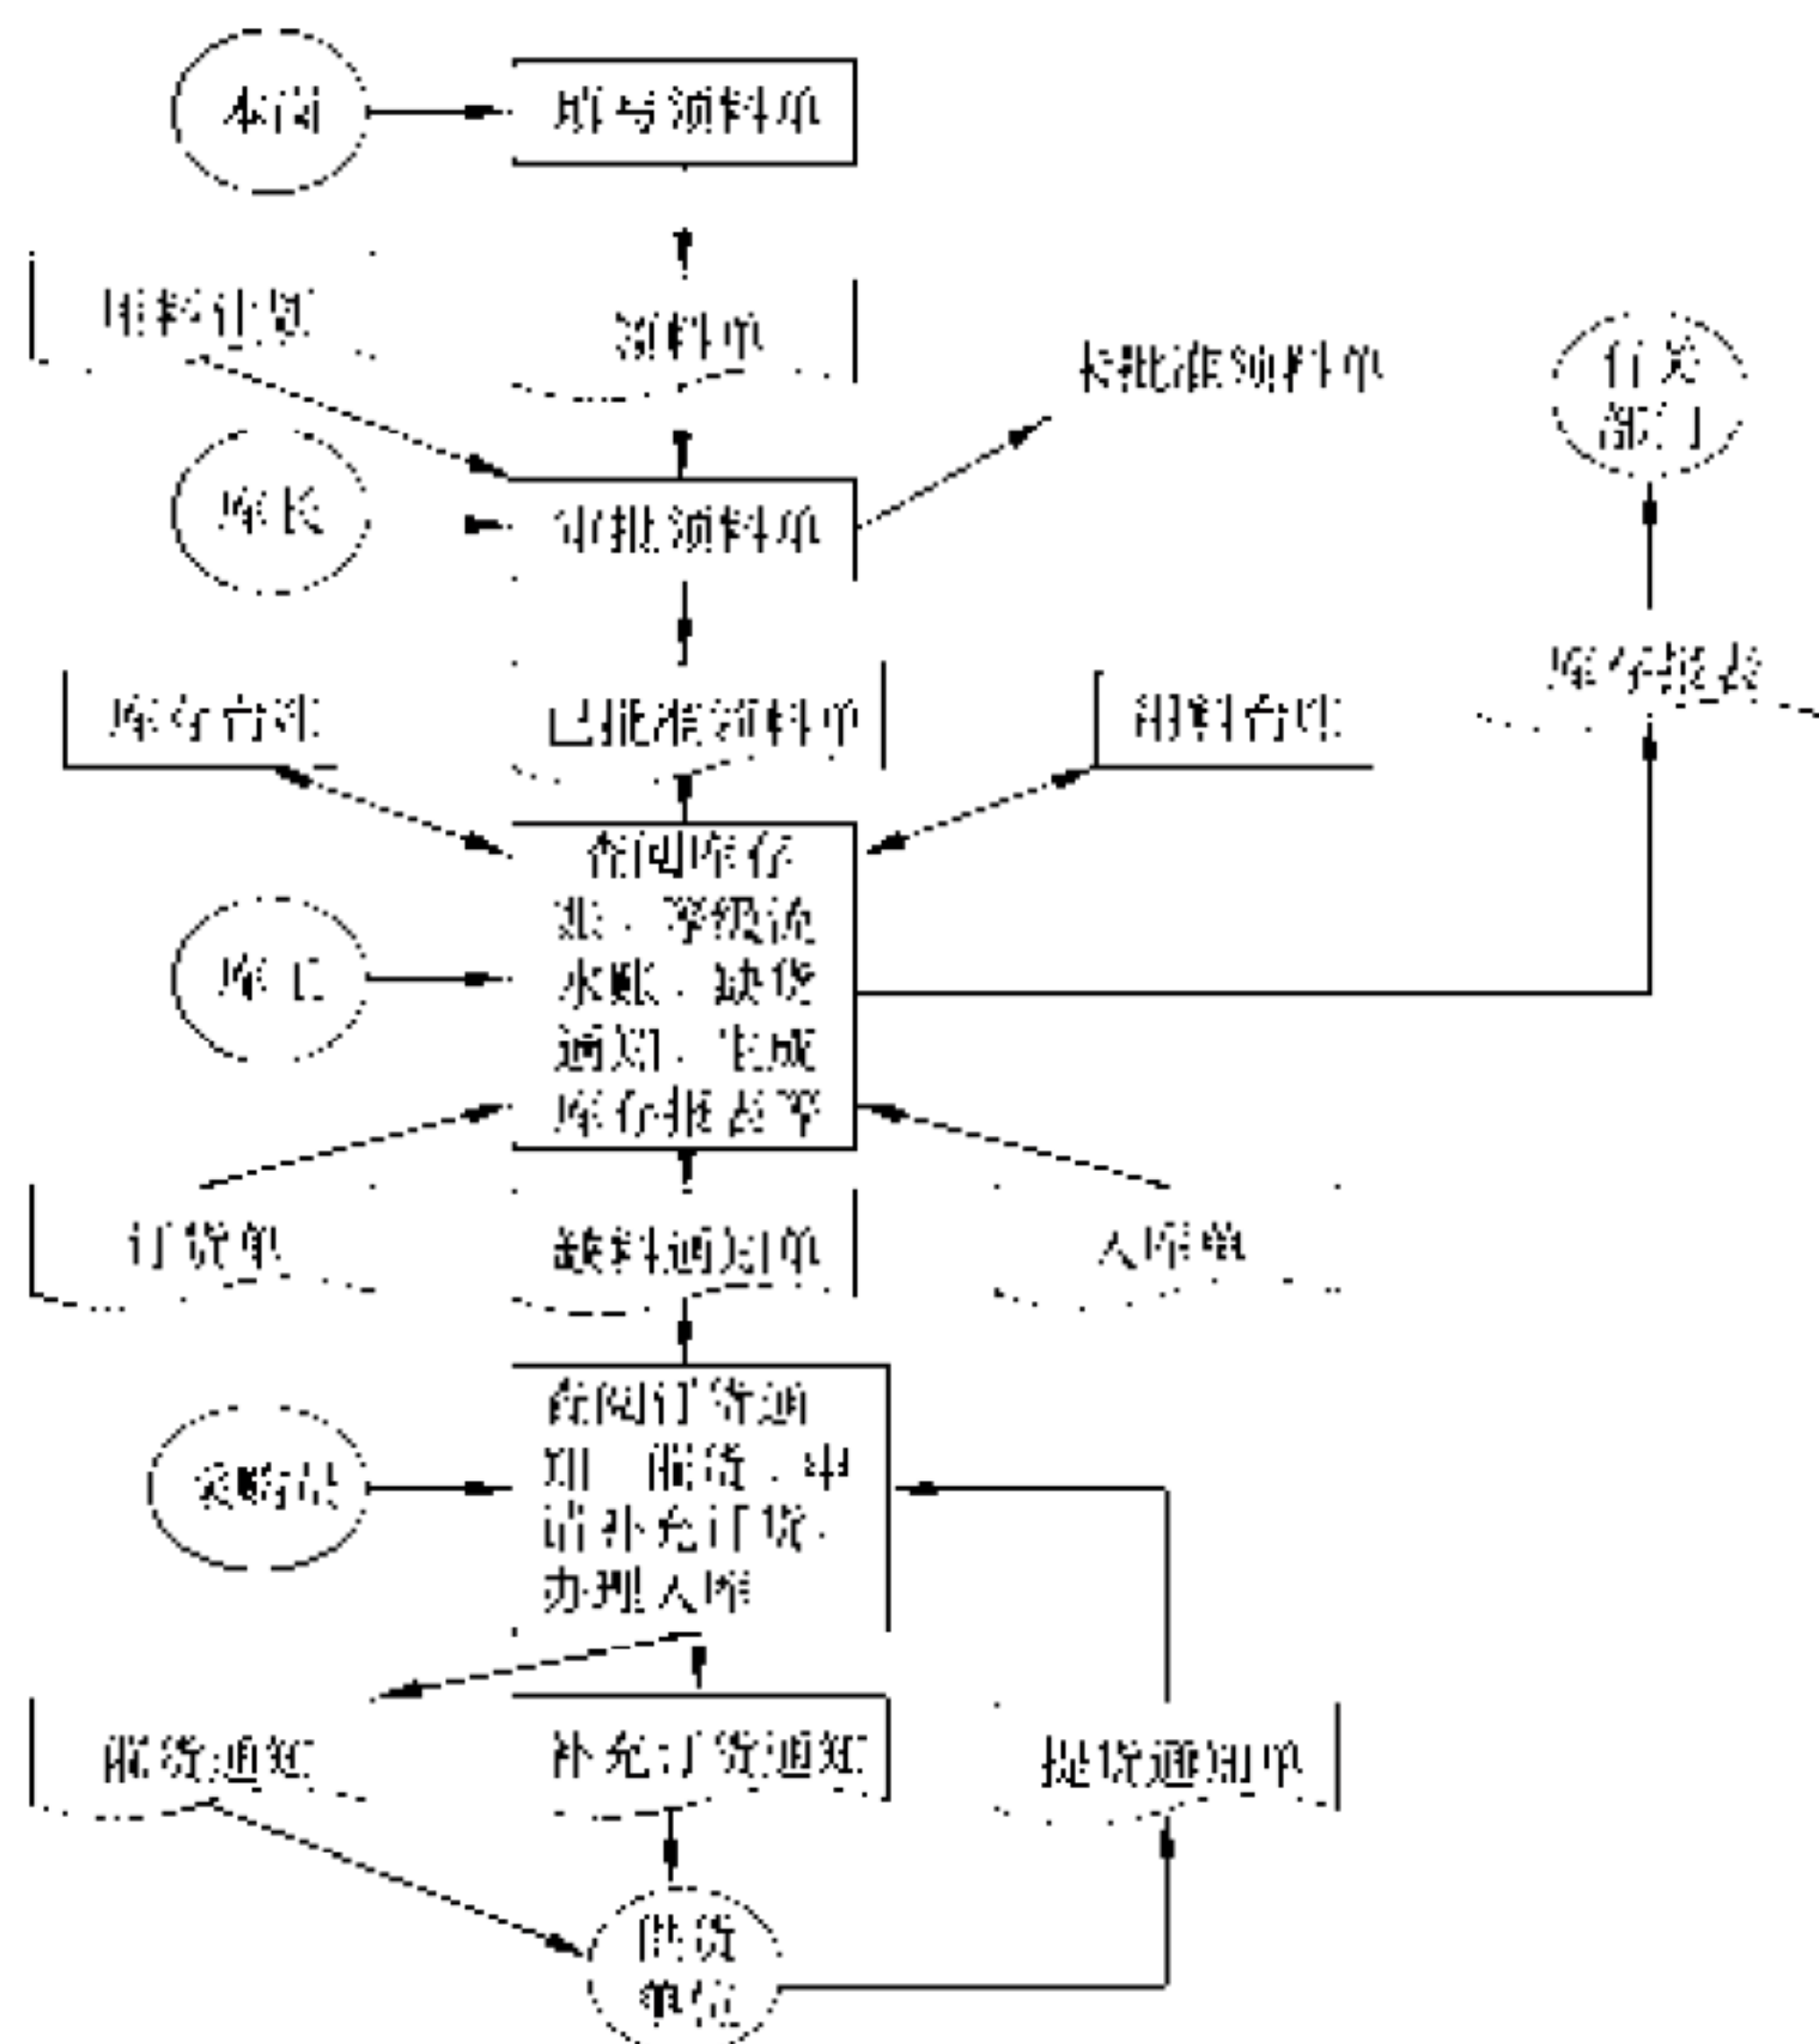 车间
填写领料单
用料计划
领料单
未批准领料单
有关
部门
库长
审批领料单
库存报表
库存台账
已批准领料单
用料台账
查阅库存
账、登记流
水账、缺货
通知、生成
库存报表等
库工
订货单
缺料通知单
入库单
查阅订货通
知、催货、申
请补充订货、
办理入库
采购员
催货通知
补充订货通知
提货通知单
供货
单位